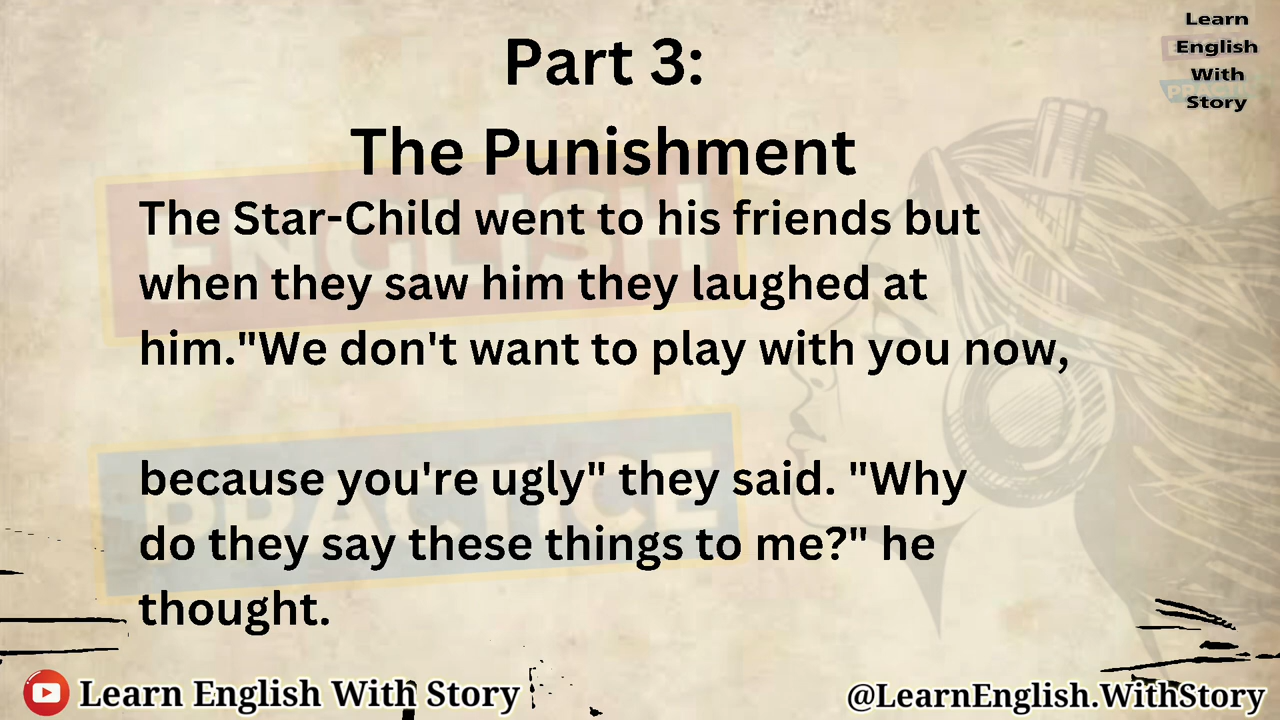 Part 3:
The Punishment
The Star-Child went to his friends but
when they saw him they laughed at
him."We don't want to play with you now,
because you're ugly" they said. "Why
do they say these things to me?" he
thought.
Learn
English
With
Story
ENGLISH
PRACTICE
Learn English With Story
@LearnEnglish.WithStory